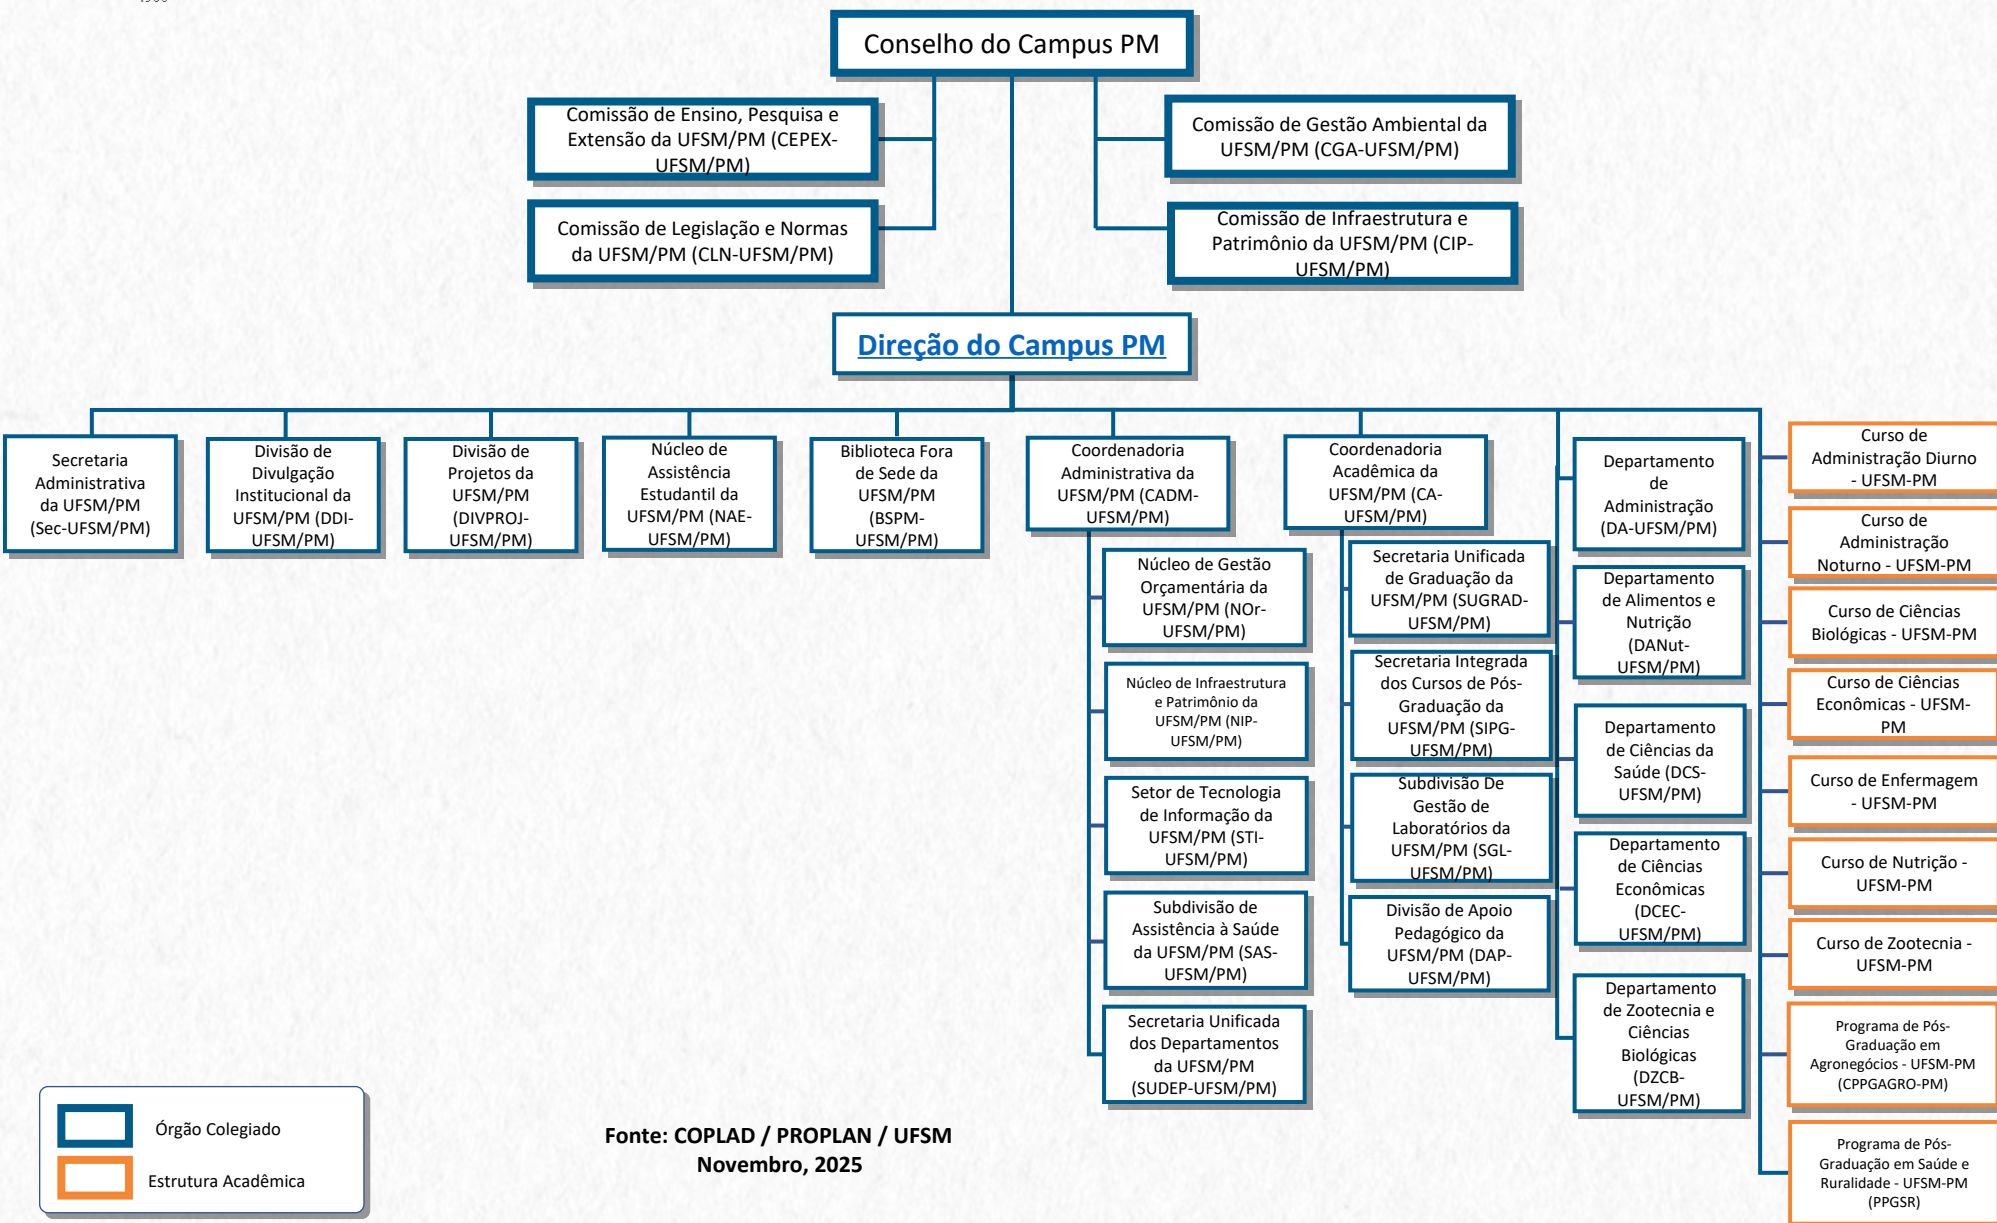 1960
Conselho do Campus PM
Comissão de Ensino, Pesquisa e
Extensão da UFSM/PM (CEPEX-
UFSM/PM)
Comissão de Gestão Ambiental da
UFSM/PM (CGA-UFSM/PM)
Comissão de Legislação e Normas
da UFSM/PM (CLN-UFSM/PM)
Comissão de Infraestrutura e
Patrimônio da UFSM/PM (CIP-
UFSM/PM)
Direção do Campus PM
Secretaria
Administrativa
da UFSM/PM
(Sec-UFSM/PM)
Divisão de
Divulgação
Institucional da
UFSM/PM (DDI-
UFSM/PM)
Divisão de
Projetos da
UFSM/PM
(DIVPROJ-
UFSM/PM)
Núcleo de
Assistência
Estudantil da
UFSM/PM (NAE-
UFSM/PM)
Biblioteca Fora
de Sede da
UFSM/PM
(BSPM-
UFSM/PM)
Coordenadoria
Administrativa da
UFSM/PM (CADM-
UFSM/PM)
Núcleo de Gestão
Orçamentária da
UFSM/PM (NOr-
UFSM/PM)
Núcleo de Infraestrutura
e Patrimônio da
UFSM/PM (NIP-
UFSM/PM)
Setor de Tecnologia
de Informação da
UFSM/PM (STI-
UFSM/PM)
Subdivisão de
Assistência à Saúde
da UFSM/PM (SAS-
UFSM/PM)
Secretaria Unificada
dos Departamentos
da UFSM/PM
(SUDEP-UFSM/PM)
Coordenadoria
Acadêmica da
UFSM/PM (CA-
UFSM/PM)
Secretaria Unificada
de Graduação da
UFSM/PM (SUGRAD-
UFSM/PM)
Secretaria Integrada
dos Cursos de Pós-
Graduação da
UFSM/PM (SIPG-
UFSM/PM)
Subdivisão De
Gestão de
Laboratórios da
UFSM/PM (SGL-
UFSM/PM)
Divisão de Apoio
Pedagógico da
UFSM/PM (DAP-
UFSM/PM)
Departamento
de
Administração
(DA-UFSM/PM)
Departamento
de Alimentos e
Nutrição
(DANut-
UFSM/PM)
Departamento
de Ciências da
Saúde (DCS-
UFSM/PM)
Departamento
de Ciências
Econômicas
(DCEC-
UFSM/PM)
Departamento
de Zootecnia e
Ciências
Biológicas
(DZCB-
UFSM/PM)
Curso de
Administração Diurno
- UFSM-PM
Curso de
Administração
Noturno - UFSM-PM
Curso de Ciências
Biológicas - UFSM-PM
Curso de Ciências
Econômicas - UFSM-
PM
Curso de Enfermagem
- UFSM-PM
Curso de Nutrição -
UFSM-PM
Curso de Zootecnia -
UFSM-PM
Programa de Pós-
Graduação em
Agronegócios - UFSM-PM
(CPPGAGRO-PM)
Programa de Pós-
Graduação em Saúde e
Ruralidade - UFSM-PM
(PPGSR)
Órgão Colegiado
Estrutura Acadêmica
Fonte: COPLAD / PROPLAN / UFSM
Novembro, 2025